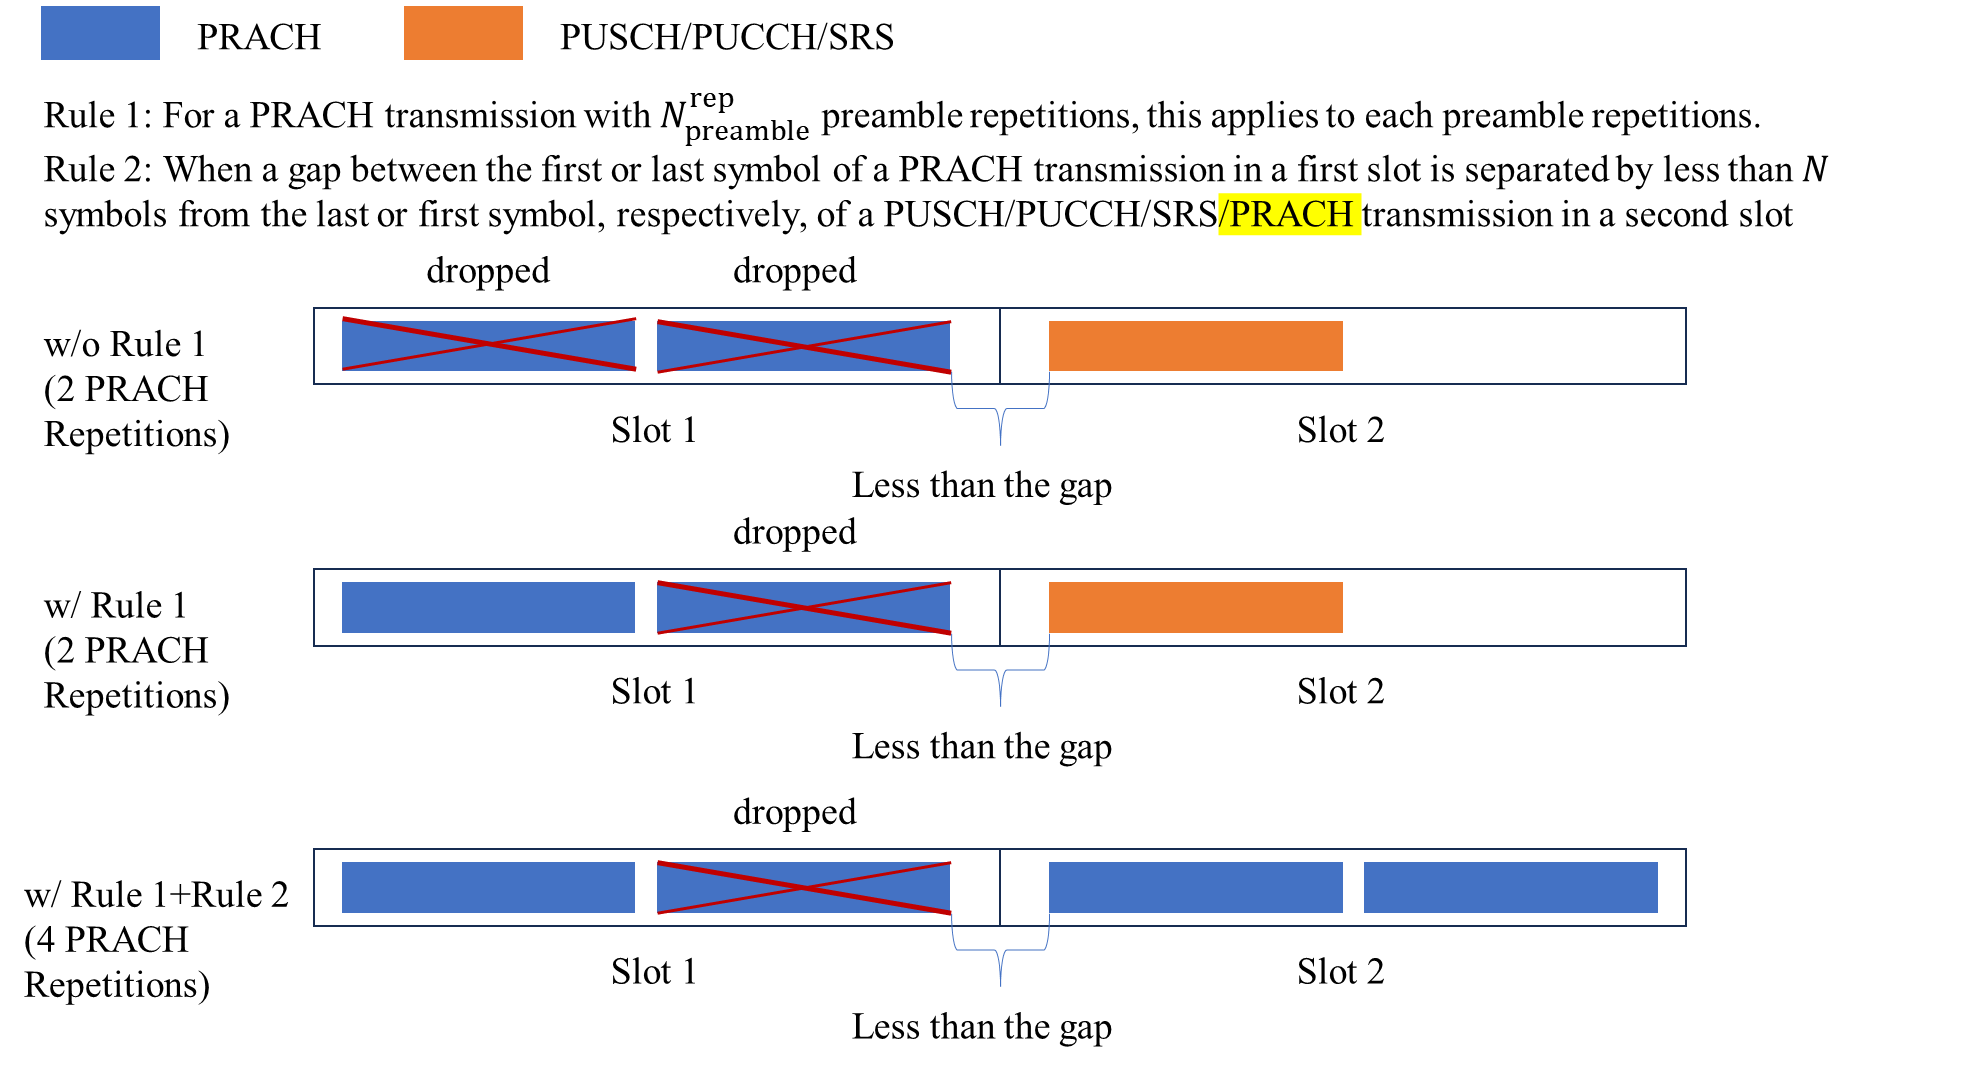 PRACH PUSCH/PUCCH/SRS
Rule 1: For a PRACH transmission with N_preamble^rep preamble repetitions, this applies to each preamble repetitions.
Rule 2: When a gap between the first or last symbol of a PRACH transmission in a first slot is separated by less than N
symbols from the last or first symbol, respectively, of a PUSCH/PUCCH/SRS/PRACH transmission in a second slot
dropped dropped
w/o Rule 1
(2 PRACH
Repetitions)
Slot 1 Slot 2
Less than the gap
dropped
w/ Rule 1
(2 PRACH
Repetitions)
Slot 1 Slot 2
Less than the gap
dropped
w/ Rule 1+Rule 2
(4 PRACH
Repetitions)
Slot 1 Slot 2
Less than the gap